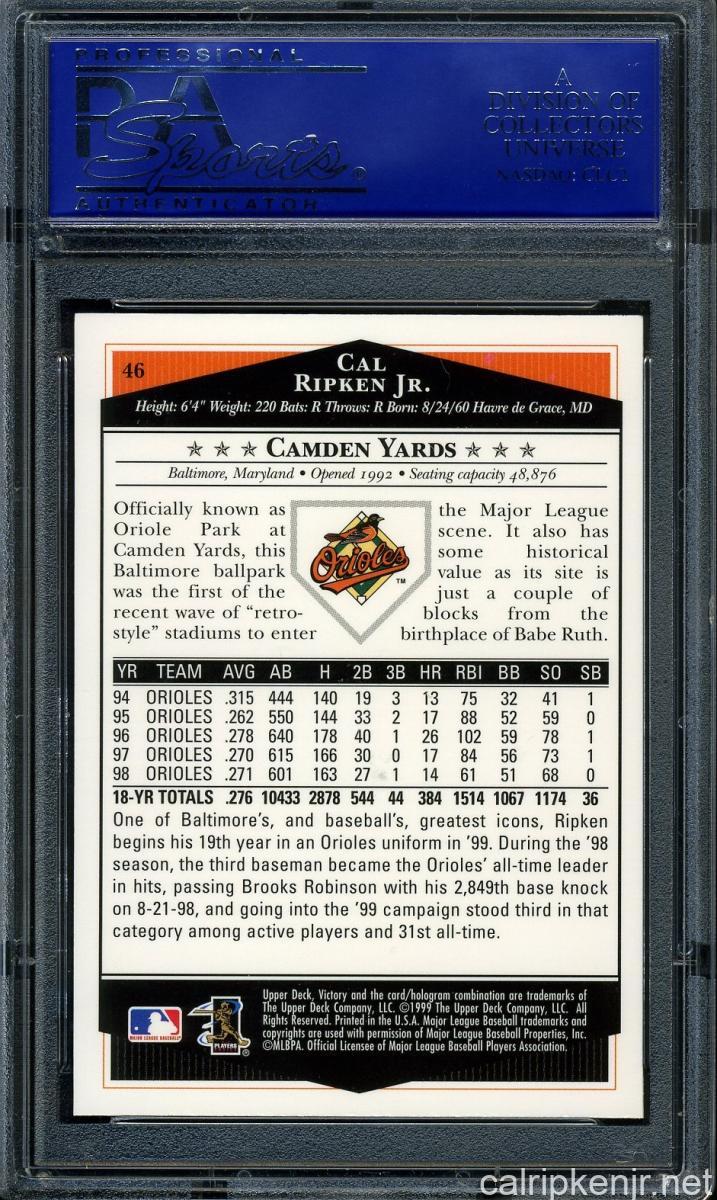 PROFESSIONAL
PSA
Sports®
AUTHENTICATOR
A
DIVISION OF
COLLECTORS
UNIVERSE
NASDAQ: CLCT
46
CAL
RIPKEN JR.
Height: 6'4" Weight: 220 Bats: R Throws: R Born: 8/24/60 Havre de Grace, MD
★ ★ ★ CAMDEN YARDS ★ ★ ★
Baltimore, Maryland • Opened 1992 • Seating capacity 48,876
Officially known as
Oriole Park at
Camden Yards, this
Baltimore ballpark
was the first of the
recent wave of "retro-
style" stadiums to enter
Orioles
TM
the Major League
scene. It also has
some historical
value as its site is
just a couple of
blocks from the
birthplace of Babe Ruth.
YR TEAM AVG AB H 2B 3B HR RBI BB SO SB
94 ORIOLES .315 444 140 19 3 13 75 32 41 1
95 ORIOLES .262 550 144 33 2 17 88 52 59 0
96 ORIOLES .278 640 178 40 1 26 102 59 78 1
97 ORIOLES .270 615 166 30 0 17 84 56 73 1
98 ORIOLES .271 601 163 27 1 14 61 51 68 0
18-YR TOTALS .276 10433 2878 544 44 384 1514 1067 1174 36
One of Baltimore's, and baseball's, greatest icons, Ripken
begins his 19th year in an Orioles uniform in '99. During the '98
season, the third baseman became the Orioles' all-time leader
in hits, passing Brooks Robinson with his 2,849th base knock
on 8-21-98, and going into the '99 campaign stood third in that
category among active players and 31st all-time.
MAJOR LEAGUE BASEBALL
PLAYERS
®
Upper Deck, Victory and the card/hologram combination are trademarks of
The Upper Deck Company, LLC. ©1999 The Upper Deck Company, LLC. All
Rights Reserved. Printed in the U.S.A. Major League Baseball trademarks and
copyrights are used with permission of Major League Baseball Properties, Inc.
©MLBPA. Official Licensee of Major League Baseball Players Association.
calripkenjr.net